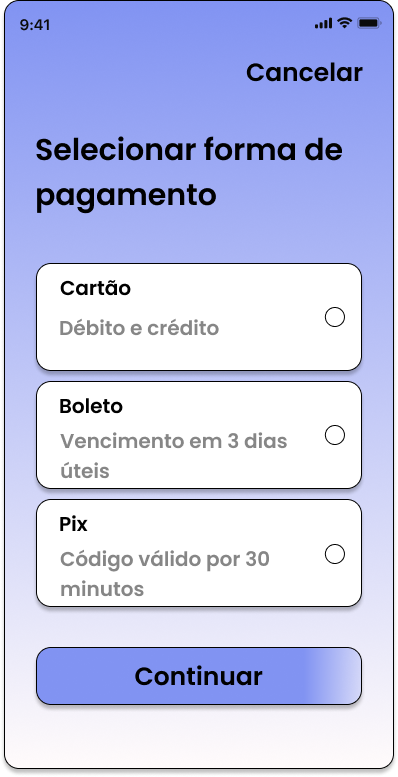 9:41
Cancelar
Selecionar forma de
pagamento
Cartão
Débito e crédito
Boleto
Vencimento em 3 dias
úteis
Pix
Código válido por 30
minutos
Continuar